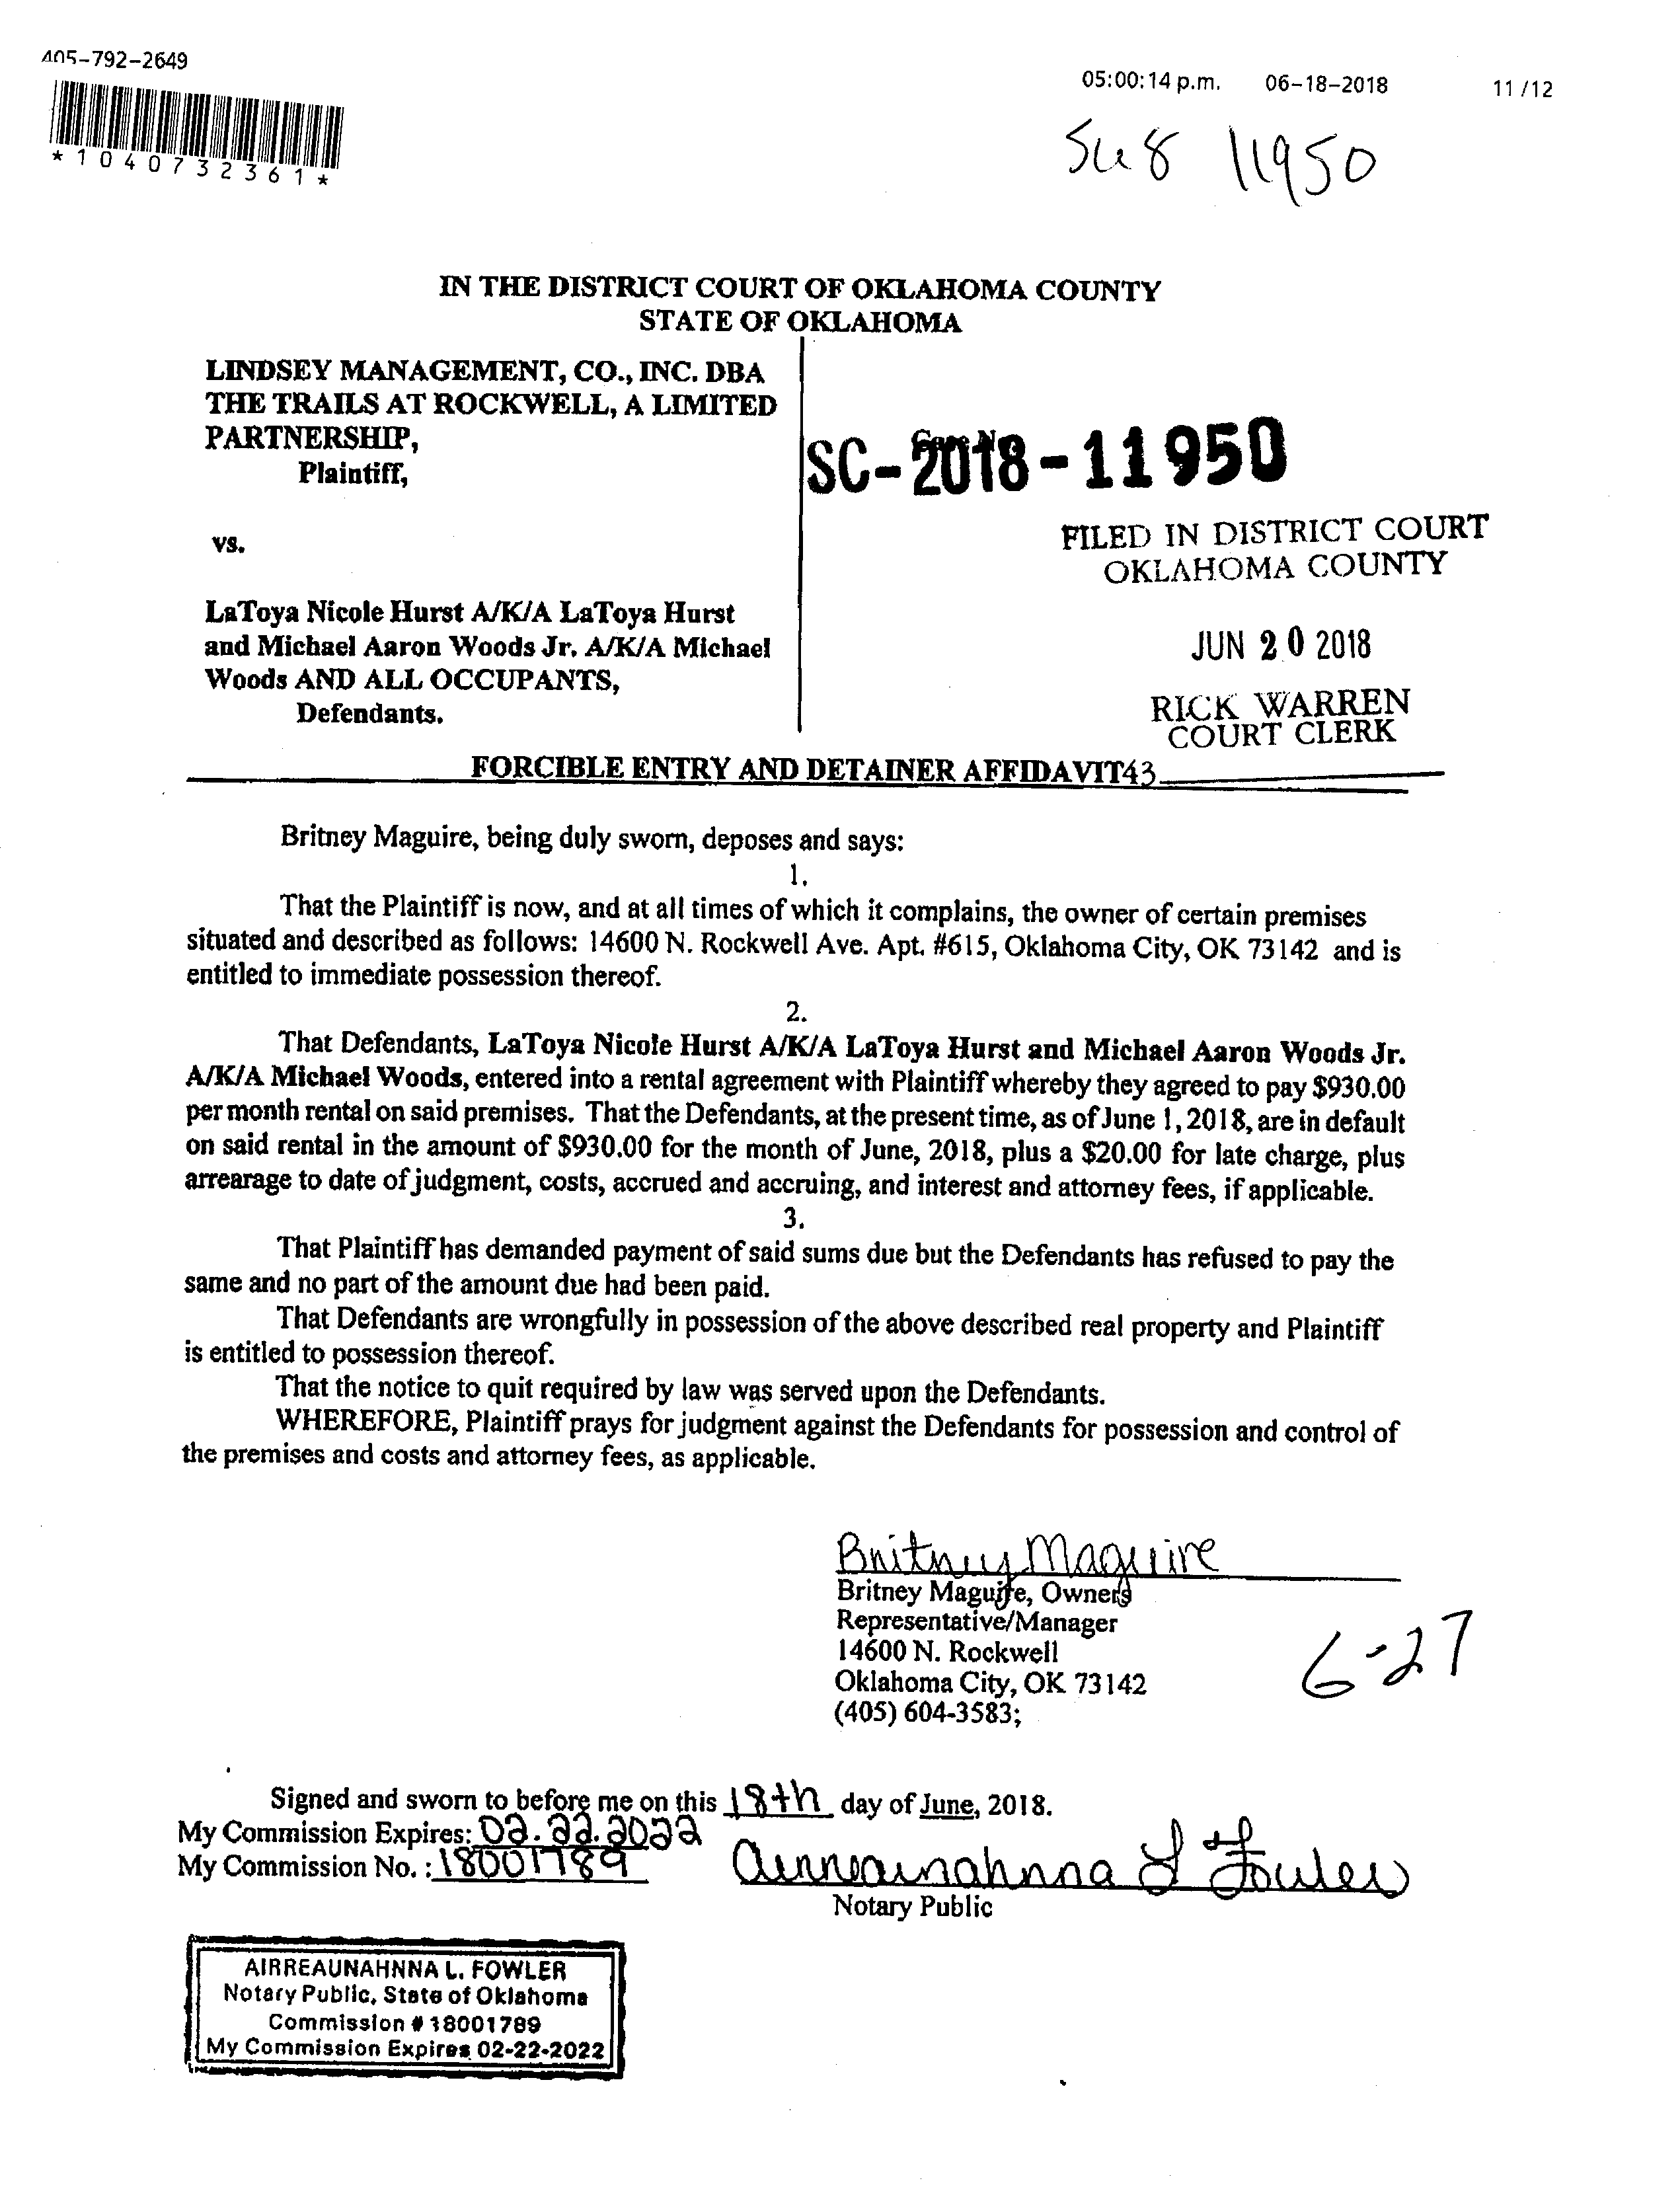 405-792-2649
05:00:14 p.m. 06-18-2018 11 /12
*1040732361*
11950
IN THE DISTRICT COURT OF OKLAHOMA COUNTY
STATE OF OKLAHOMA
LINDSEY MANAGEMENT, CO., INC. DBA
THE TRAILS AT ROCKWELL, A LIMITED
PARTNERSHIP,
Plaintiff,
SC-2018-11950
vs.
FILED IN DISTRICT COURT
OKLAHOMA COUNTY
LaToya Nicole Hurst A/K/A LaToya Hurst
and Michael Aaron Woods Jr. A/K/A Michael
Woods AND ALL OCCUPANTS,
Defendants.
JUN 20 2018
RICK WARREN
COURT CLERK
FORCIBLE ENTRY AND DETAINER AFFIDAVIT43
Britney Maguire, being duly sworn, deposes and says:
1.
That the Plaintiff is now, and at all times of which it complains, the owner of certain premises
situated and described as follows: 14600 N. Rockwell Ave. Apt. #615, Oklahoma City, OK 73142 and is
entitled to immediate possession thereof.
2.
That Defendants, LaToya Nicole Hurst A/K/A LaToya Hurst and Michael Aaron Woods Jr.
A/K/A Michael Woods, entered into a rental agreement with Plaintiff whereby they agreed to pay $930.00
per month rental on said premises. That the Defendants, at the present time, as of June 1, 2018, are in default
on said rental in the amount of $930.00 for the month of June, 2018, plus a $20.00 for late charge, plus
arrearage to date of judgment, costs, accrued and accruing, and interest and attorney fees, if applicable.
3.
That Plaintiff has demanded payment of said sums due but the Defendants has refused to pay the
same and no part of the amount due had been paid.
That Defendants are wrongfully in possession of the above described real property and Plaintiff
is entitled to possession thereof.
That the notice to quit required by law was served upon the Defendants.
WHEREFORE, Plaintiff prays for judgment against the Defendants for possession and control of
the premises and costs and attorney fees, as applicable.
Britney Maguire
Britney Maguire, Owners
Representative/Manager
14600 N. Rockwell
Oklahoma City, OK 73142
(405) 604-3583;
6-27
Signed and sworn to before me on this 18th day of June, 2018.
My Commission Expires: 02.22.2022
My Commission No. : 18001789
Airreaunahnna L Fowler
Notary Public
AIRREAUNAHNNA L. FOWLER
Notary Public, State of Oklahoma
Commission # 18001789
My Commission Expires 02-22-2022